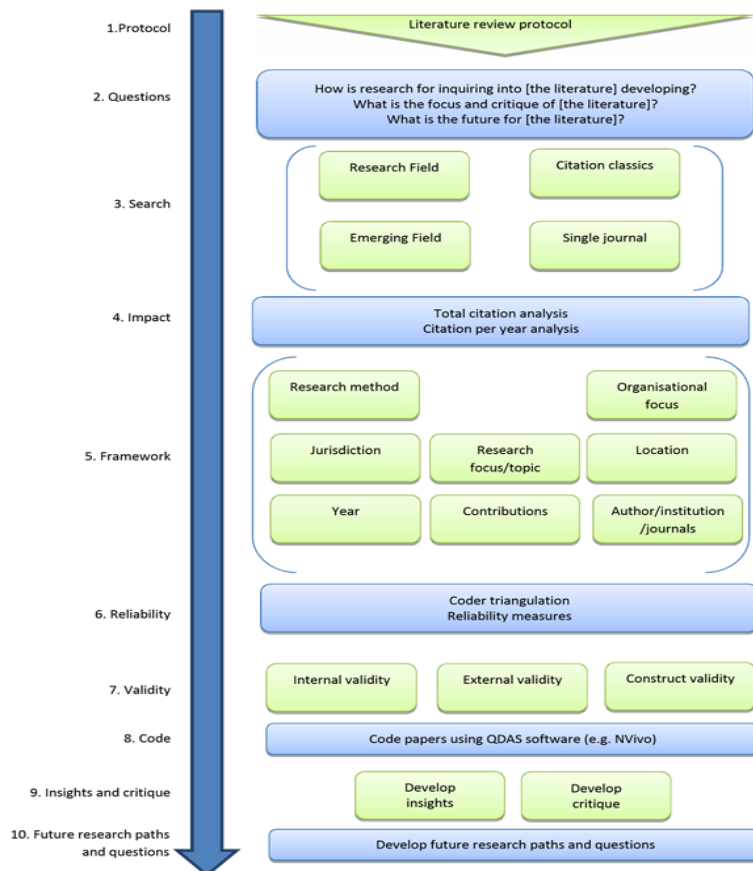 1.Protocol
Literature review protocol
2. Questions
How is research for inquiring into [the literature] developing?
What is the focus and critique of [the literature]?
What is the future for [the literature]?
3. Search
Research Field
Citation classics
Emerging Field
Single journal
4. Impact
Total citation analysis
Citation per year analysis
5. Framework
Research method
Organisational
focus
Jurisdiction
Research
focus/topic
Location
Year
Contributions
Author/institution
/journals
6. Reliability
Coder triangulation
Reliability measures
7. Validity
Internal validity
External validity
Construct validity
8. Code
Code papers using QDAS software (e.g. NVivo)
9. Insights and critique
Develop
insights
Develop
critique
10. Future research paths
and questions
Develop future research paths and questions